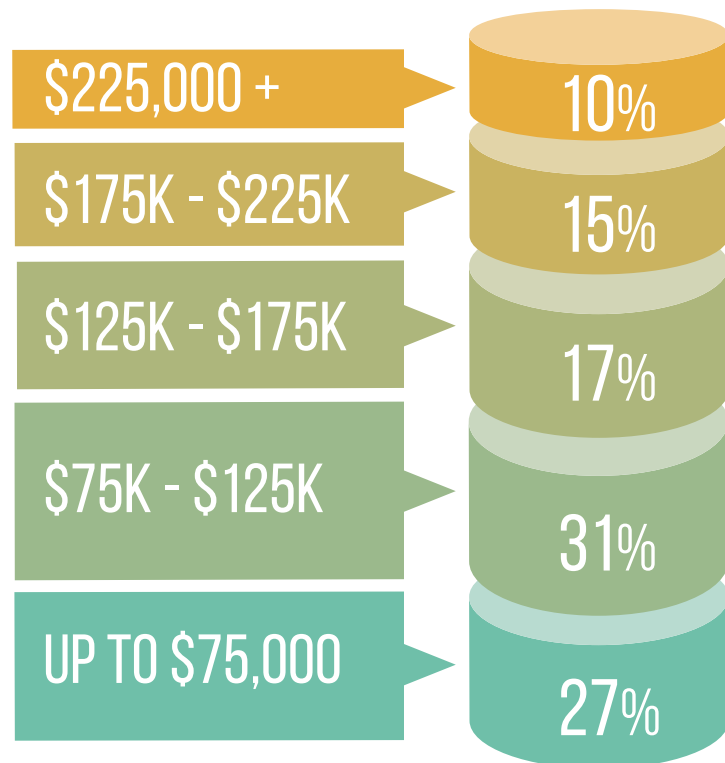 $225,000 +
10%
$175K - $225K
15%
$125K - $175K
17%
$75K - $125K
31%
UP TO $75,000
27%